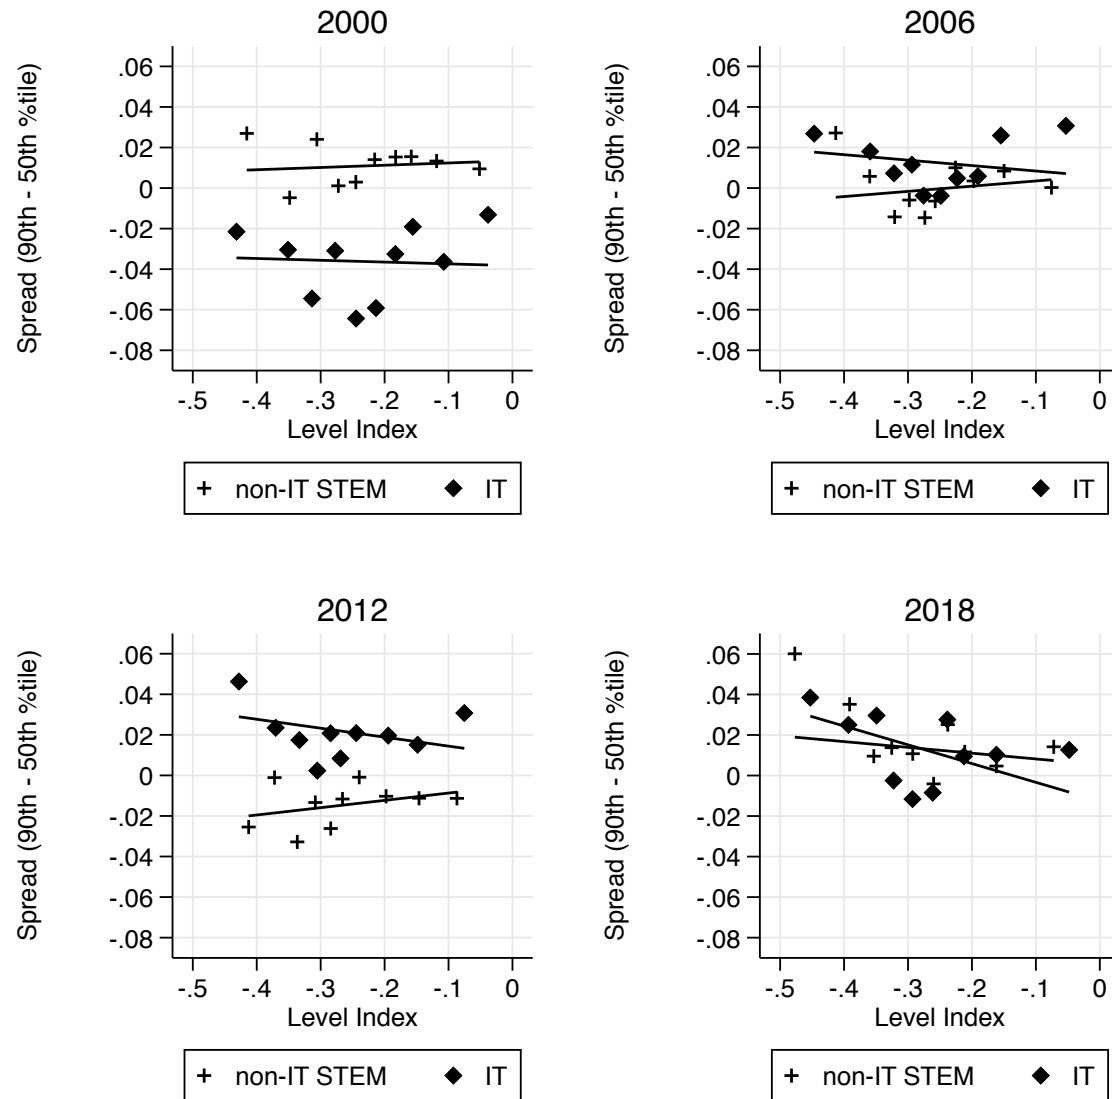 2000
Spread (90th - 50th %tile)
.06
.04
.02
0
-.02
-.04
-.06
-.08
-.5 -.4 -.3 -.2 -.1 0
Level Index
non-IT STEM IT
2006
Spread (90th - 50th %tile)
.06
.04
.02
0
-.02
-.04
-.06
-.08
-.5 -.4 -.3 -.2 -.1 0
Level Index
non-IT STEM IT
2012
Spread (90th - 50th %tile)
.06
.04
.02
0
-.02
-.04
-.06
-.08
-.5 -.4 -.3 -.2 -.1 0
Level Index
non-IT STEM IT
2018
Spread (90th - 50th %tile)
.06
.04
.02
0
-.02
-.04
-.06
-.08
-.5 -.4 -.3 -.2 -.1 0
Level Index
non-IT STEM IT